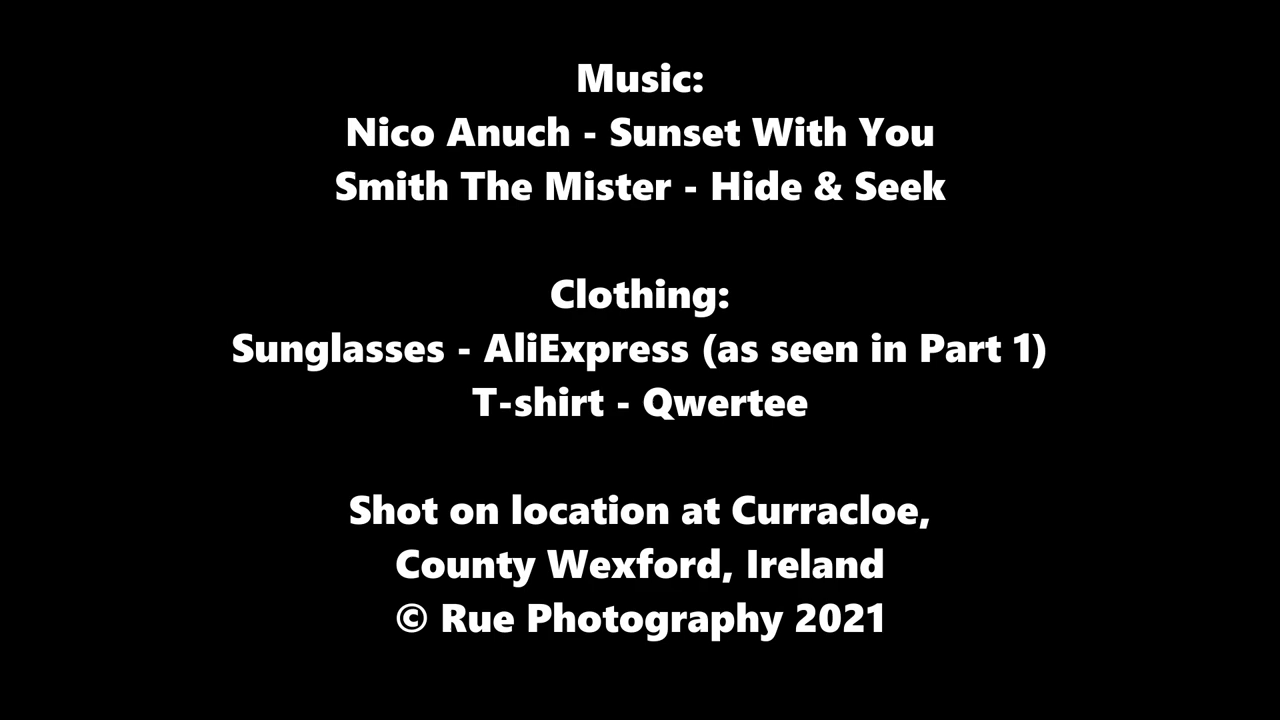 Music:
Nico Anuch - Sunset With You
Smith The Mister - Hide & Seek
Clothing:
Sunglasses - AliExpress (as seen in Part 1)
T-shirt - Qwertee
Shot on location at Curracloe,
County Wexford, Ireland
© Rue Photography 2021